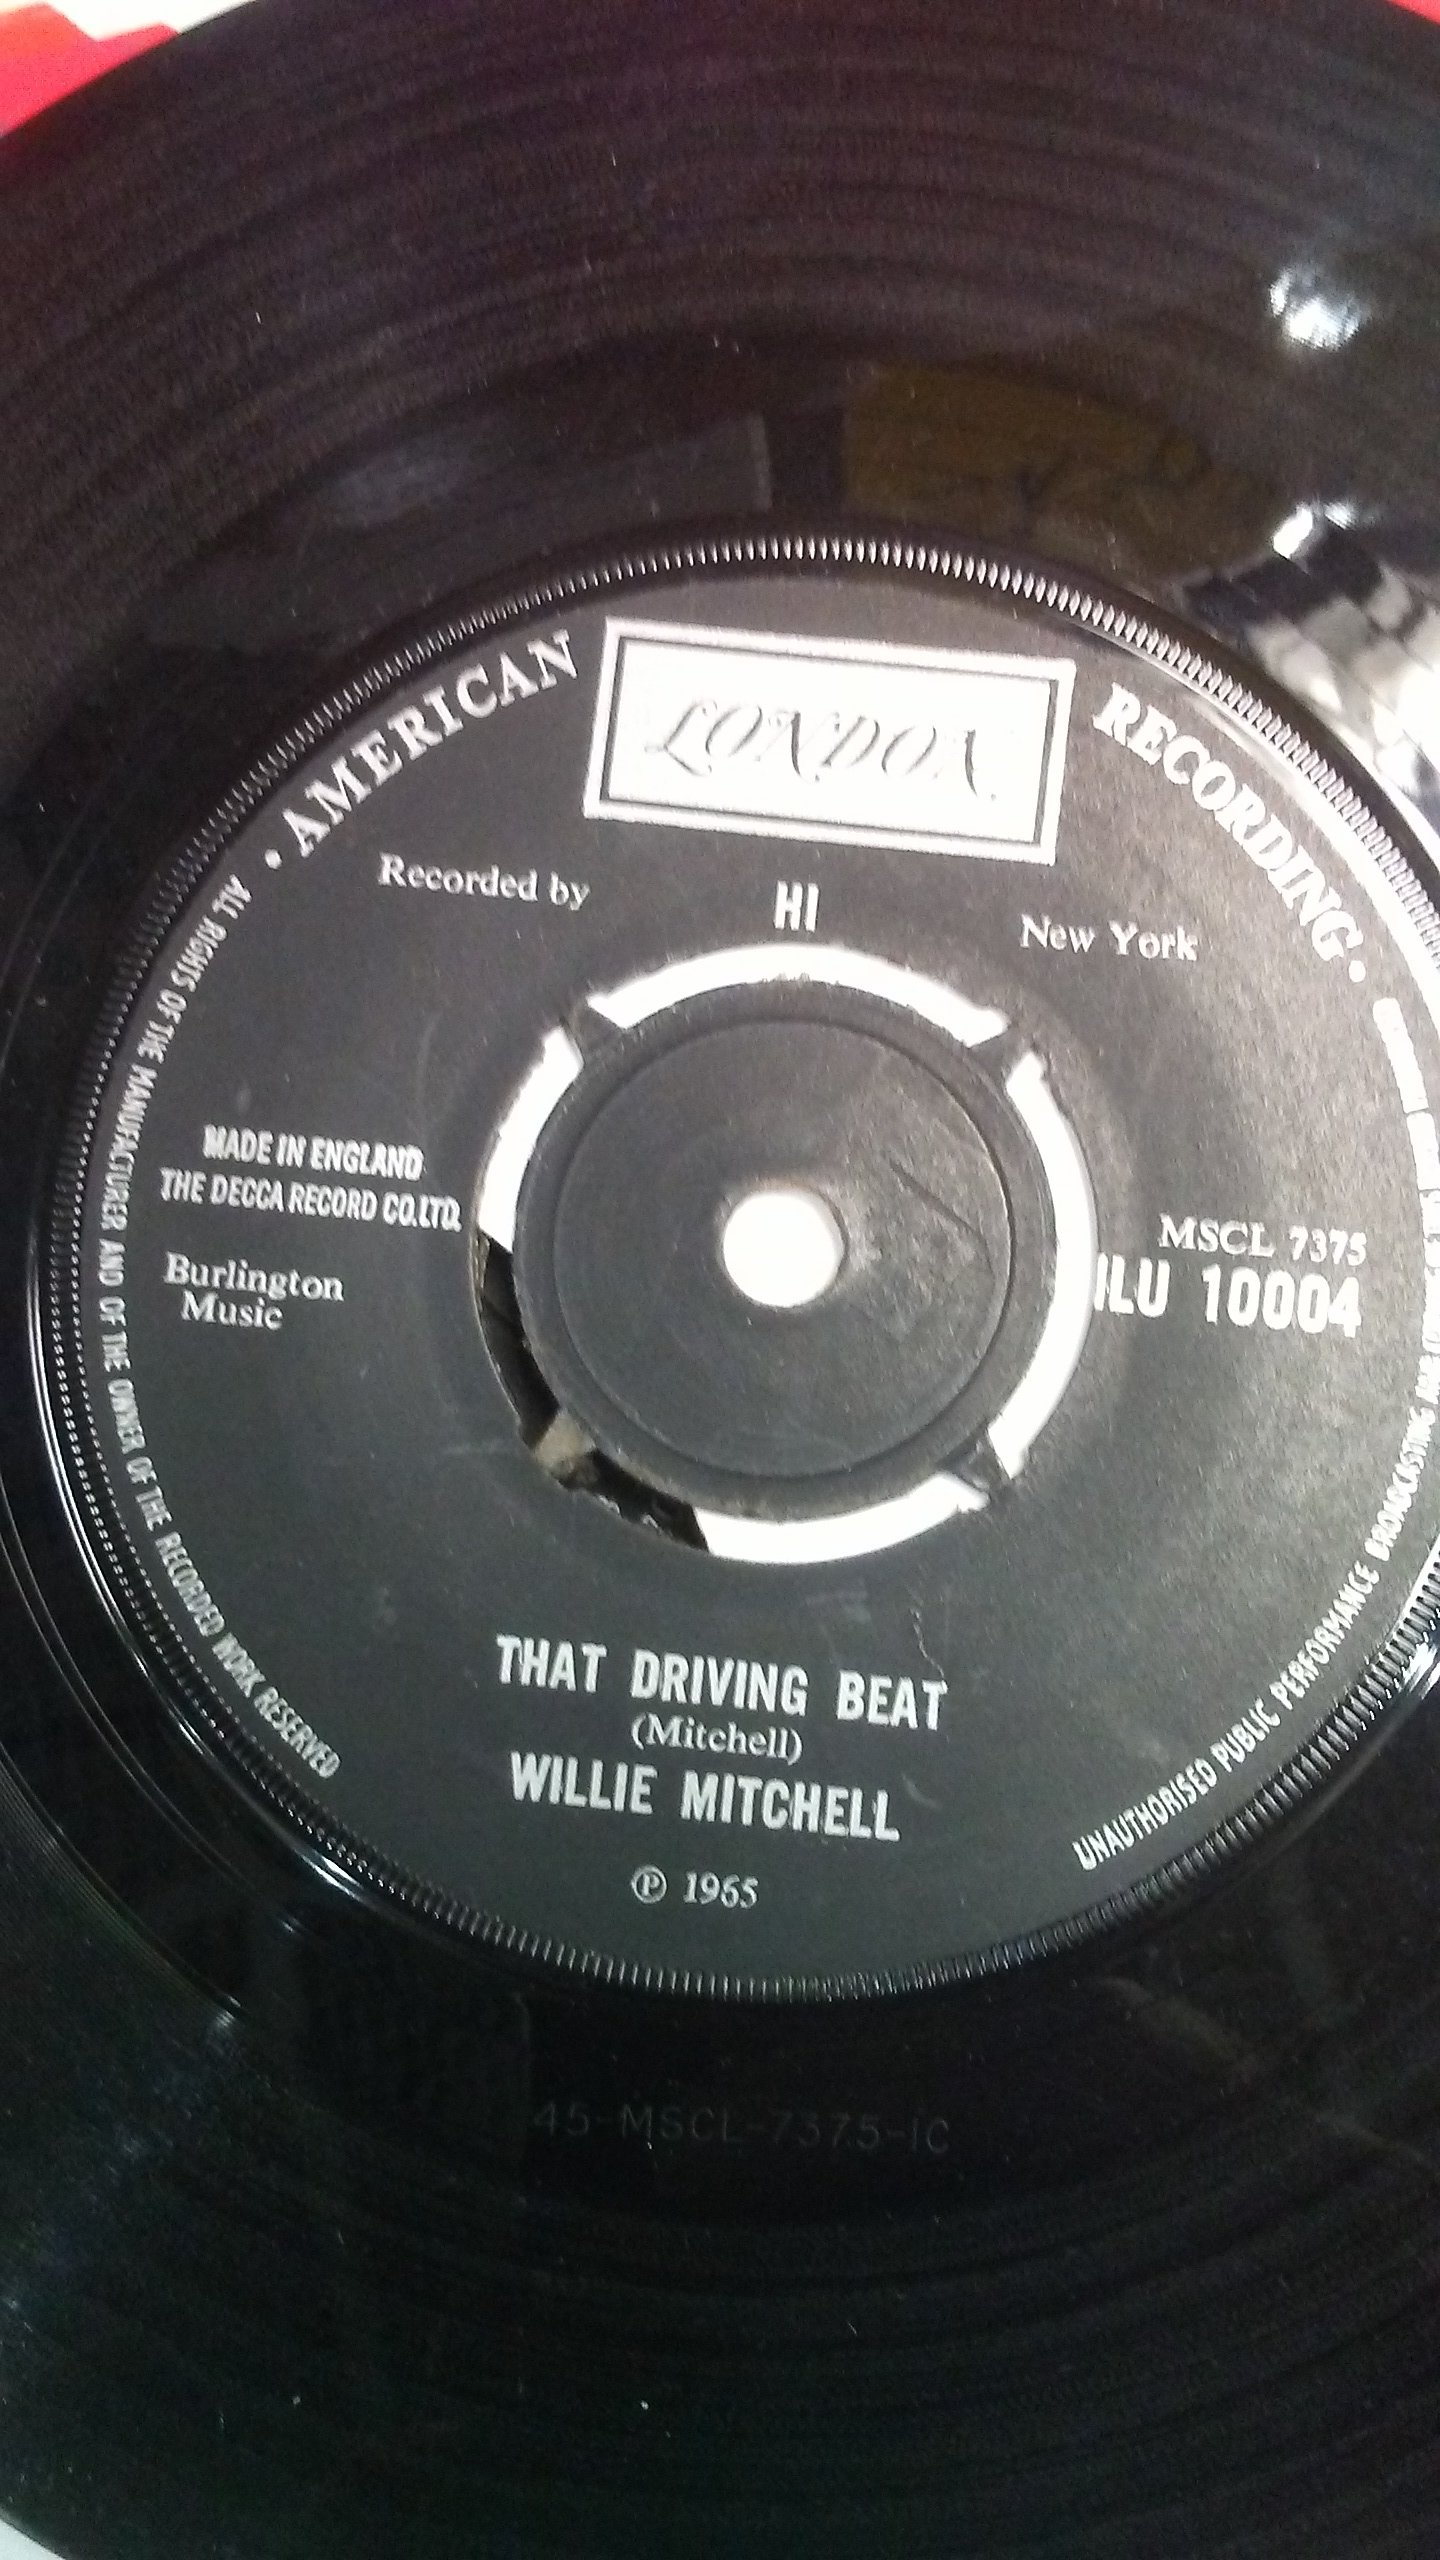 · AMERICAN
LONDON
RECORDING ·
Recorded by
HI
New York
MADE IN ENGLAND
THE DECCA RECORD CO. LTD.
Burlington
Music
MSCL 7375
HLU 10004
THAT DRIVING BEAT
(Mitchell)
WILLIE MITCHELL
℗ 1965
ALL RIGHTS OF THE MANUFACTURER AND OF THE OWNER OF THE RECORDED WORK RESERVED
UNAUTHORISED PUBLIC PERFORMANCE BROADCASTING AND
45-MSCL-7375-1C